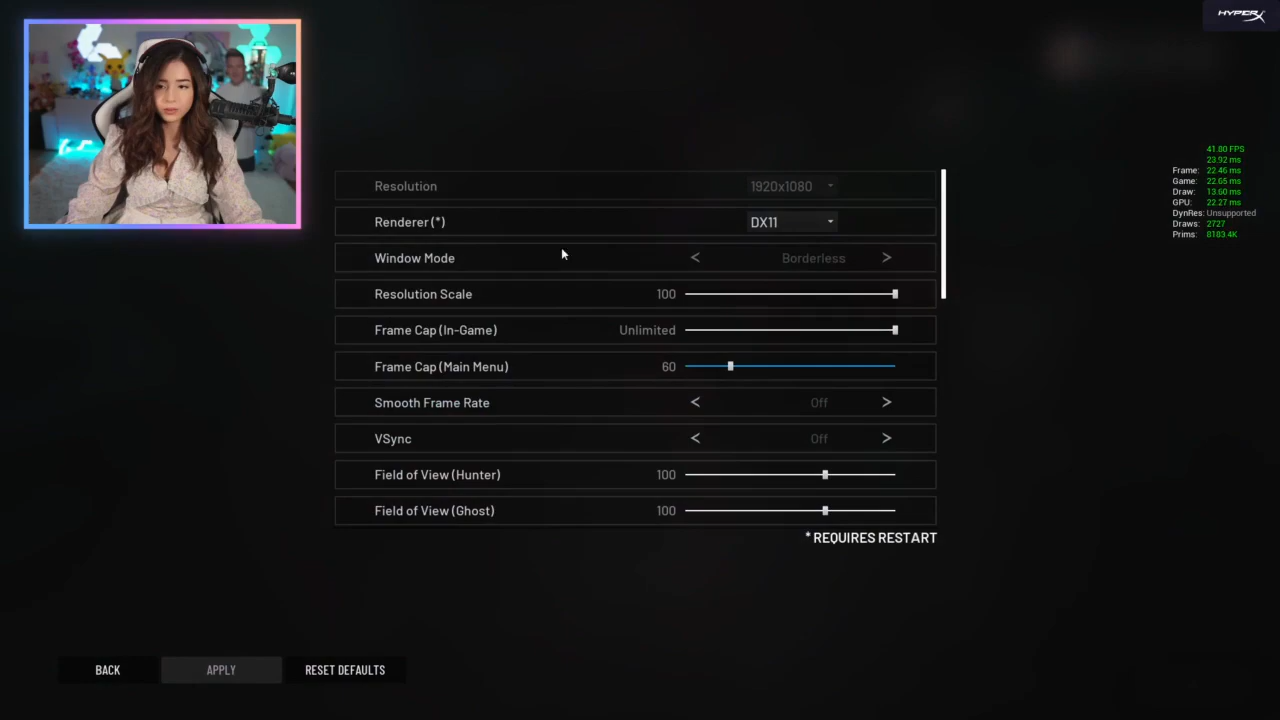 HYPERX
41.80 FPS
23.92 ms
Frame: 22.46 ms
Game: 22.65 ms
Draw: 13.60 ms
GPU: 22.27 ms
DynRes: Unsupported
Draws: 2727
Prims: 8183.4K
Resolution 1920x1080
Renderer (*) DX11
Window Mode < Borderless >
Resolution Scale 100
Frame Cap (In-Game) Unlimited
Frame Cap (Main Menu) 60
Smooth Frame Rate < Off >
VSync < Off >
Field of View (Hunter) 100
Field of View (Ghost) 100
* REQUIRES RESTART
BACK APPLY RESET DEFAULTS